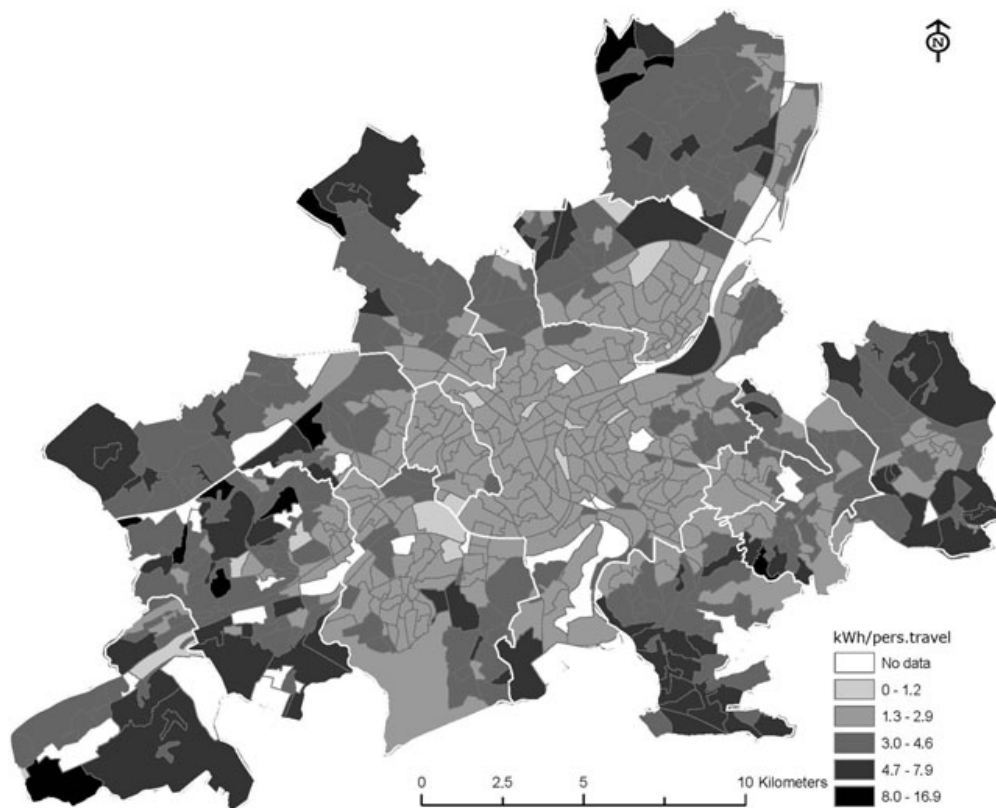 N
kWh/pers.travel
No data
0 - 1.2
1.3 - 2.9
3.0 - 4.6
4.7 - 7.9
8.0 - 16.9
0 2.5 5 10 Kilometers